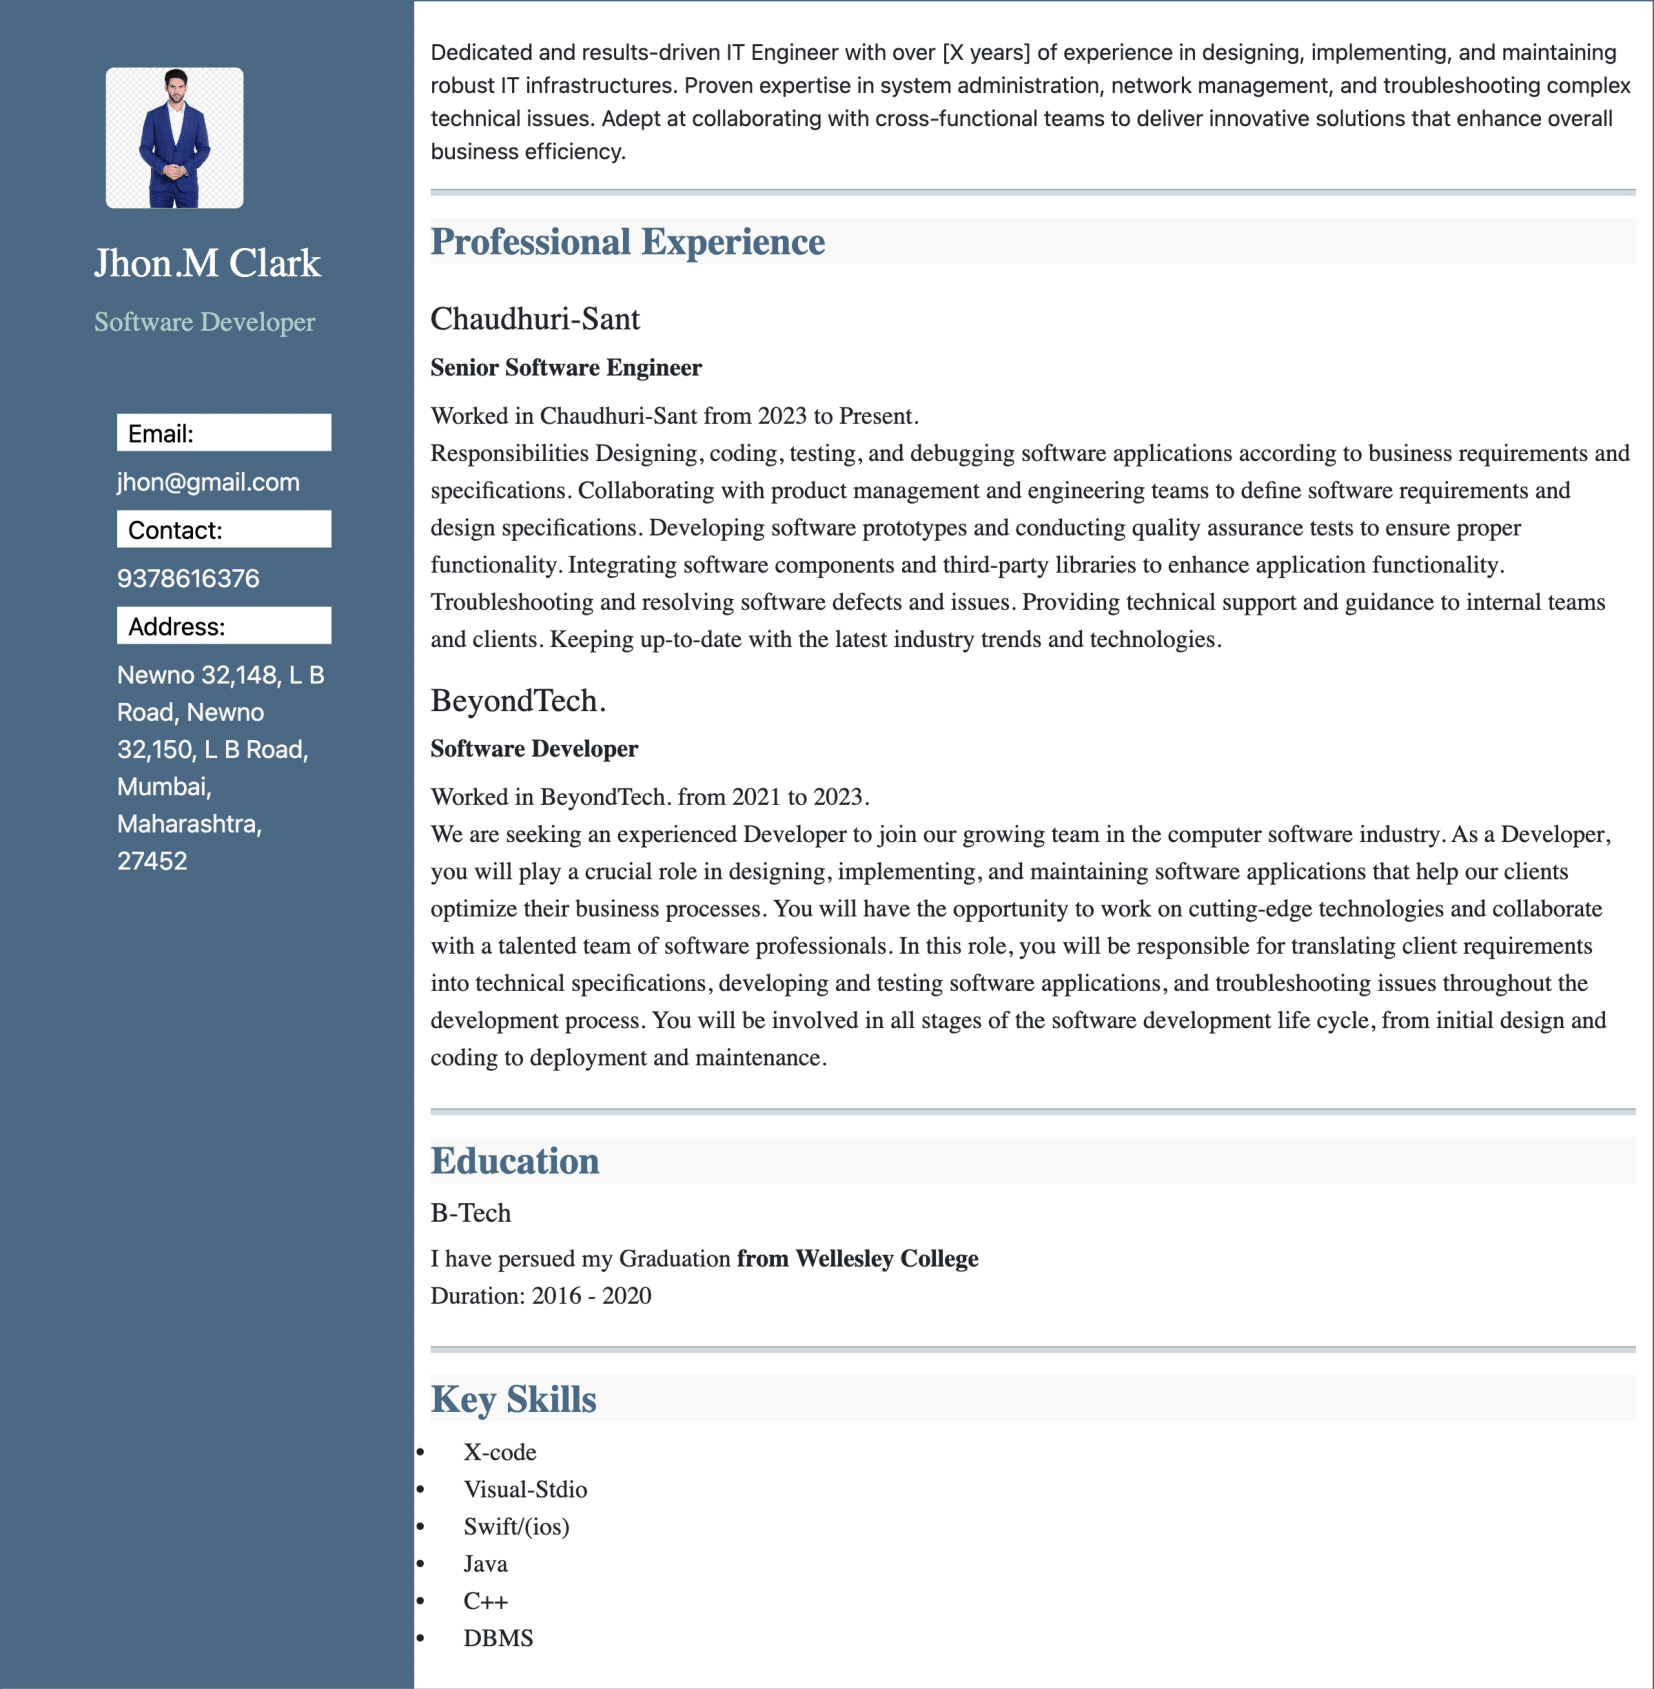 Jhon.M Clark
Software Developer
Email:
jhon@gmail.com
Contact:
9378616376
Address:
Newno 32,148, L B
Road, Newno
32,150, L B Road,
Mumbai,
Maharashtra,
27452
Dedicated and results-driven IT Engineer with over [X years] of experience in designing, implementing, and maintaining
robust IT infrastructures. Proven expertise in system administration, network management, and troubleshooting complex
technical issues. Adept at collaborating with cross-functional teams to deliver innovative solutions that enhance overall
business efficiency.
Professional Experience
Chaudhuri-Sant
Senior Software Engineer
Worked in Chaudhuri-Sant from 2023 to Present.
Responsibilities Designing, coding, testing, and debugging software applications according to business requirements and
specifications. Collaborating with product management and engineering teams to define software requirements and
design specifications. Developing software prototypes and conducting quality assurance tests to ensure proper
functionality. Integrating software components and third-party libraries to enhance application functionality.
Troubleshooting and resolving software defects and issues. Providing technical support and guidance to internal teams
and clients. Keeping up-to-date with the latest industry trends and technologies.
BeyondTech.
Software Developer
Worked in BeyondTech. from 2021 to 2023.
We are seeking an experienced Developer to join our growing team in the computer software industry. As a Developer,
you will play a crucial role in designing, implementing, and maintaining software applications that help our clients
optimize their business processes. You will have the opportunity to work on cutting-edge technologies and collaborate
with a talented team of software professionals. In this role, you will be responsible for translating client requirements
into technical specifications, developing and testing software applications, and troubleshooting issues throughout the
development process. You will be involved in all stages of the software development life cycle, from initial design and
coding to deployment and maintenance.
Education
B-Tech
I have persued my Graduation from Wellesley College
Duration: 2016 - 2020
Key Skills
• X-code
• Visual-Stdio
• Swift/(ios)
• Java
• C++
• DBMS